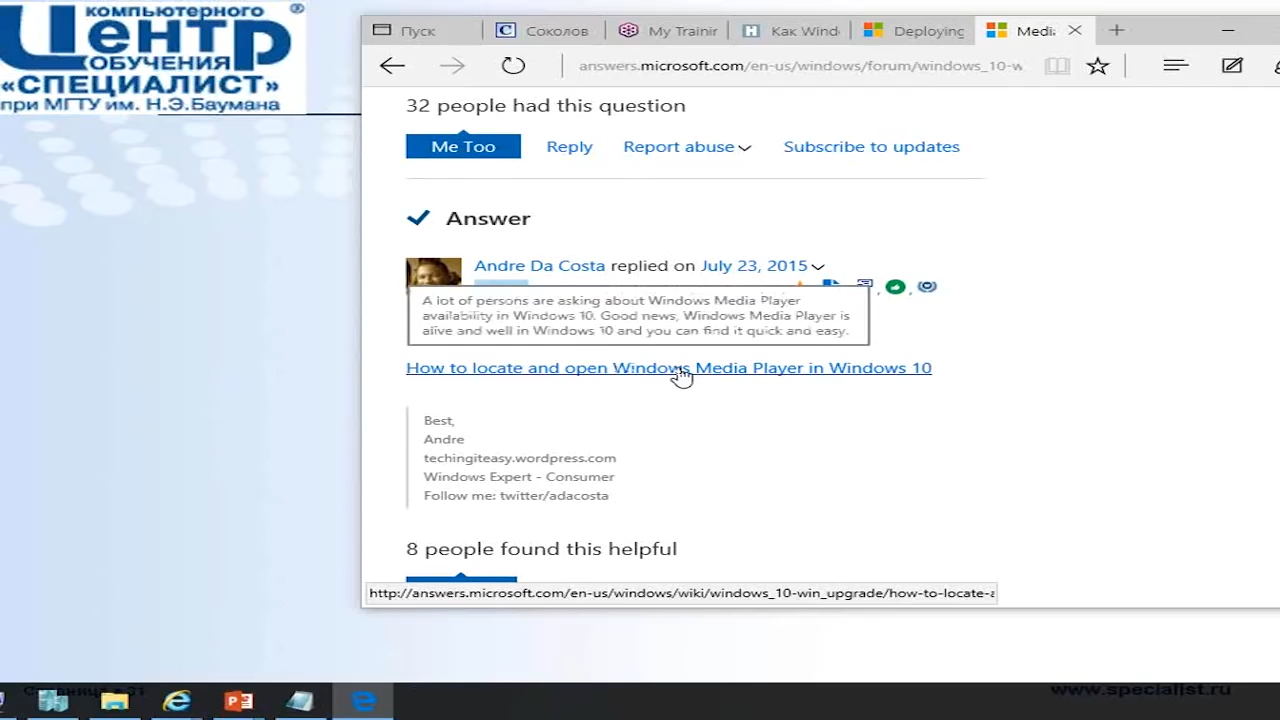 компьютерного
Центр
ОБУЧЕНИЯ
«СПЕЦИАЛИСТ»
при МГТУ им. Н.Э.Баумана
Пуск
Соколов
My Trainir
Как Wind
Deploying
Media
answers.microsoft.com/en-us/windows/forum/windows_10-w
32 people had this question
Me Too
Reply
Report abuse
Subscribe to updates
Answer
Andre Da Costa replied on July 23, 2015
A lot of persons are asking about Windows Media Player
availability in Windows 10. Good news, Windows Media Player is
alive and well in Windows 10 and you can find it quick and easy.
How to locate and open Windows Media Player in Windows 10
Best,
Andre
techingiteasy.wordpress.com
Windows Expert - Consumer
Follow me: twitter/adacosta
8 people found this helpful
http://answers.microsoft.com/en-us/windows/wiki/windows_10-win_upgrade/how-to-locate-a
www.specialist.ru